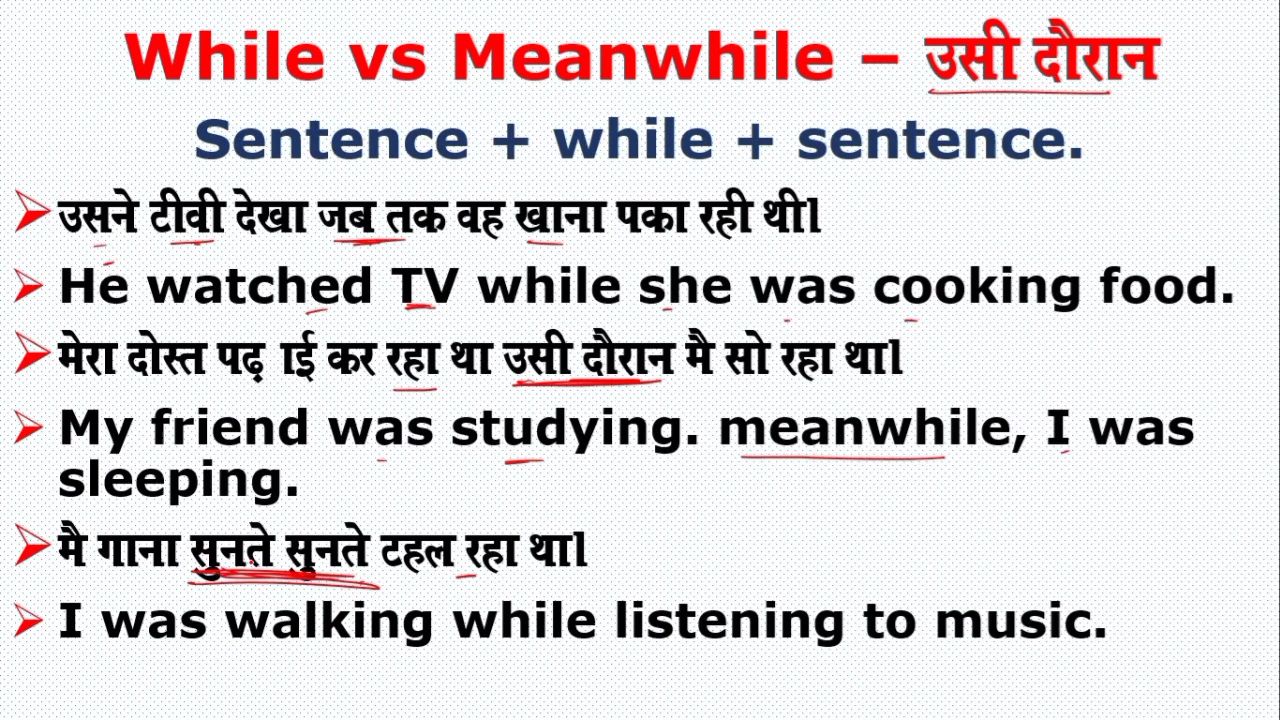 While vs Meanwhile – उसी दौरान
Sentence + while + sentence.
उसने टीवी देखा जब तक वह खाना पका रही थी।
He watched TV while she was cooking food.
मेरा दोस्त पढ़ ाई कर रहा था उसी दौरान मै सो रहा था।
My friend was studying. meanwhile, I was
sleeping.
मै गाना सुनते सुनते टहल रहा था।
I was walking while listening to music.